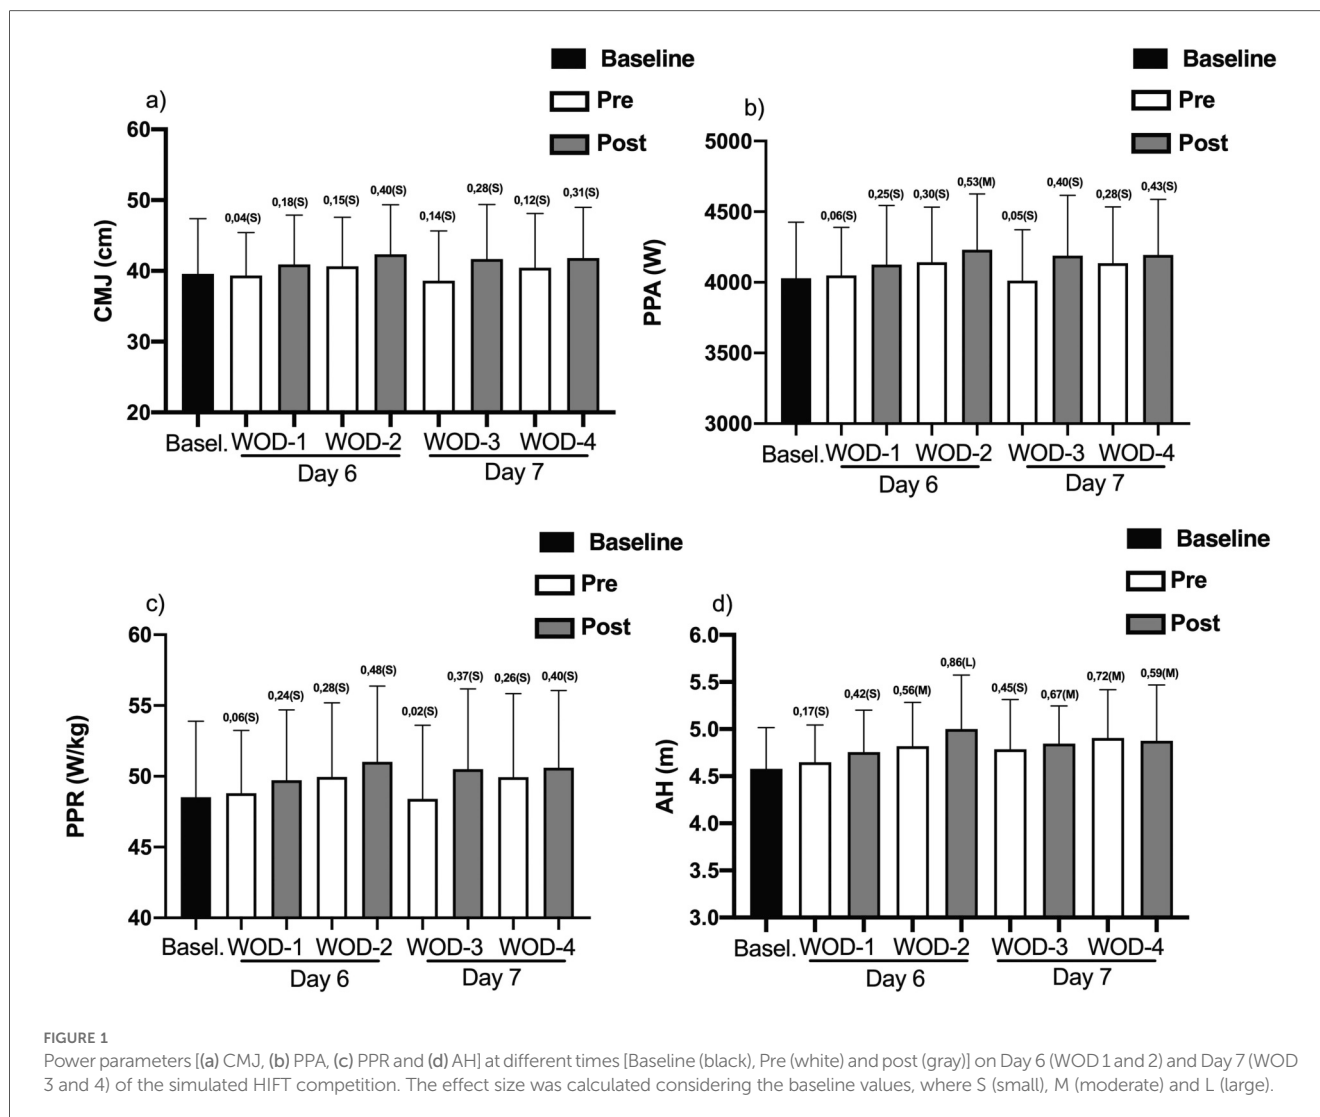 a)
Baseline
Pre
Post
CMJ (cm)
60
50
40
30
20
0,04(S)
0,18(S)
0,15(S)
0,40(S)
0,14(S)
0,28(S)
0,12(S)
0,31(S)
Basel. WOD-1 WOD-2 WOD-3 WOD-4
Day 6 Day 7
b)
Baseline
Pre
Post
PPA (W)
5000
4500
4000
3500
3000
0,06(S)
0,25(S)
0,30(S)
0,53(M)
0,05(S)
0,40(S)
0,28(S)
0,43(S)
Basel. WOD-1 WOD-2 WOD-3 WOD-4
Day 6 Day 7
c)
Baseline
Pre
Post
PPR (W/kg)
60
55
50
45
40
0,06(S)
0,24(S)
0,28(S)
0,48(S)
0,02(S)
0,37(S)
0,26(S)
0,40(S)
Basel. WOD-1 WOD-2 WOD-3 WOD-4
Day 6 Day 7
d)
Baseline
Pre
Post
AH (m)
6.0
5.5
5.0
4.5
4.0
3.5
3.0
0,17(S)
0,42(S)
0,56(M)
0,86(L)
0,45(S)
0,67(M)
0,72(M)
0,59(M)
Basel. WOD-1 WOD-2 WOD-3 WOD-4
Day 6 Day 7
FIGURE 1
Power parameters [(a) CMJ, (b) PPA, (c) PPR and (d) AH] at different times [Baseline (black), Pre (white) and post (gray)] on Day 6 (WOD 1 and 2) and Day 7 (WOD
3 and 4) of the simulated HIFT competition. The effect size was calculated considering the baseline values, where S (small), M (moderate) and L (large).